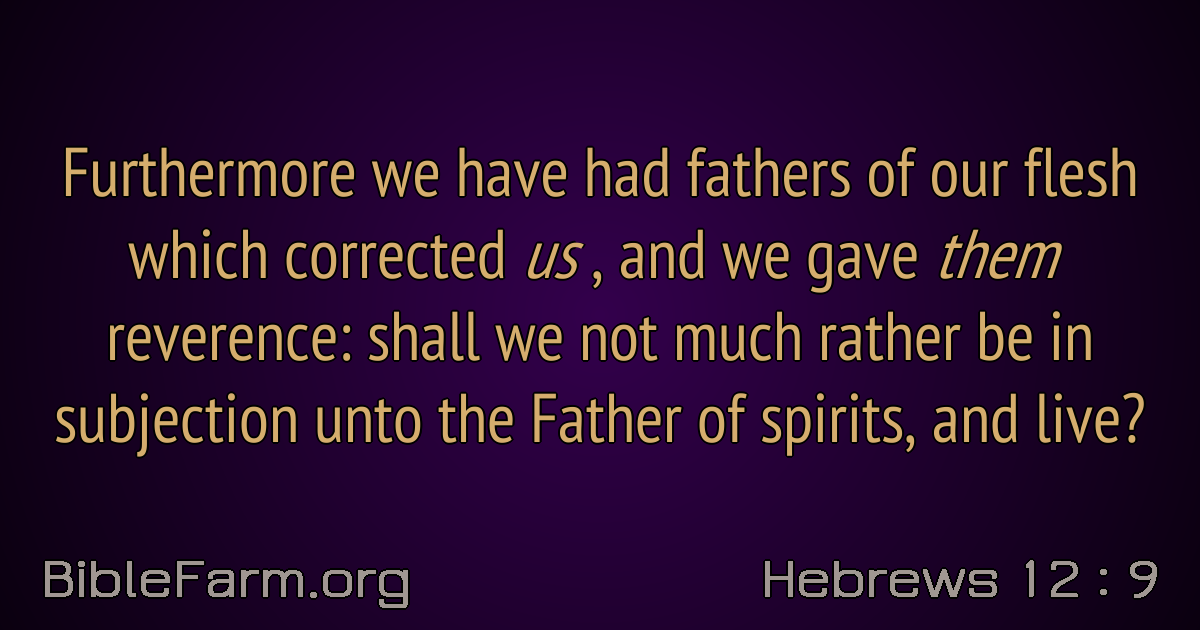 Furthermore we have had fathers of our flesh
which corrected us , and we gave them
reverence: shall we not much rather be in
subjection unto the Father of spirits, and live?
BibleFarm.org
Hebrews 12 : 9